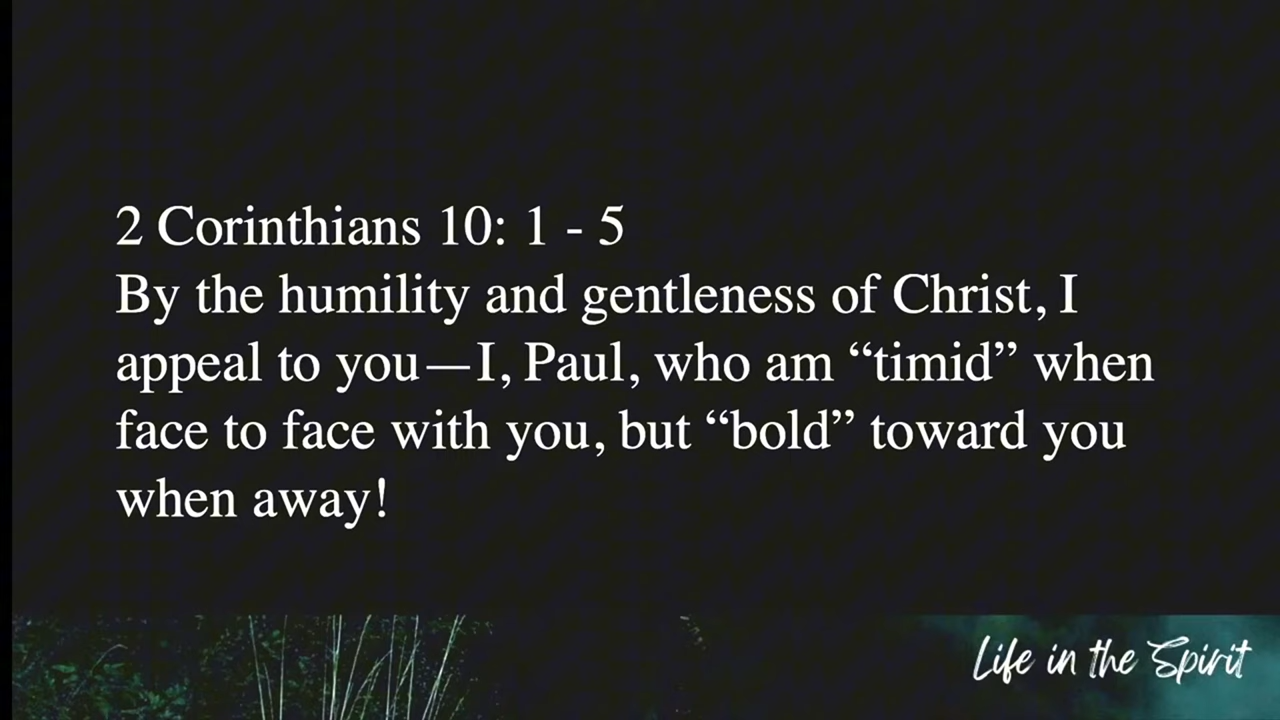 2 Corinthians 10: 1 - 5
By the humility and gentleness of Christ, I
appeal to you—I, Paul, who am “timid” when
face to face with you, but “bold” toward you
when away!
Life in the Spirit